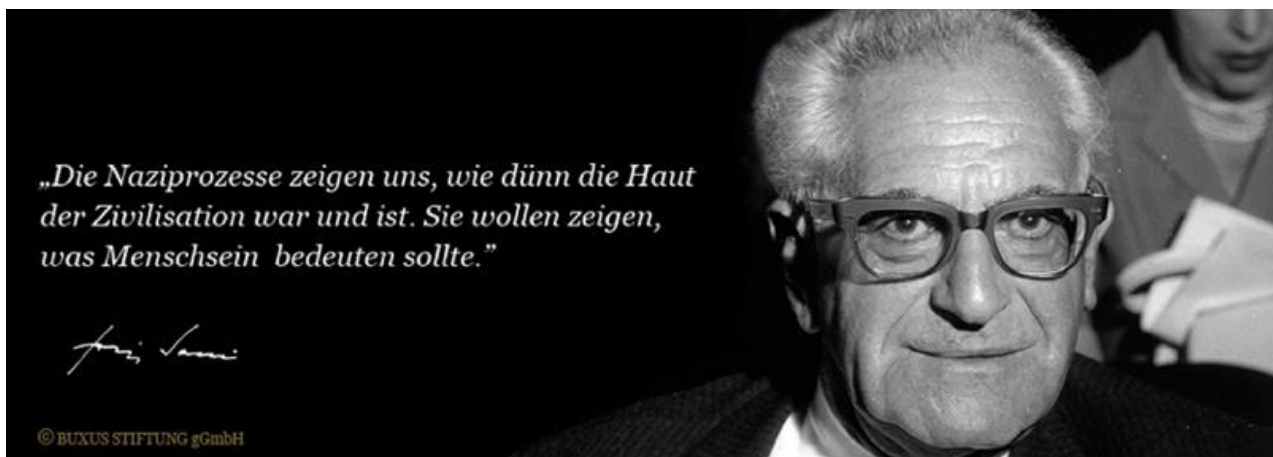 „Die Naziprozesse zeigen uns, wie dünn die Haut
der Zivilisation war und ist. Sie wollen zeigen,
was Menschsein bedeuten sollte.”
© BUXUS STIFTUNG gGmbH